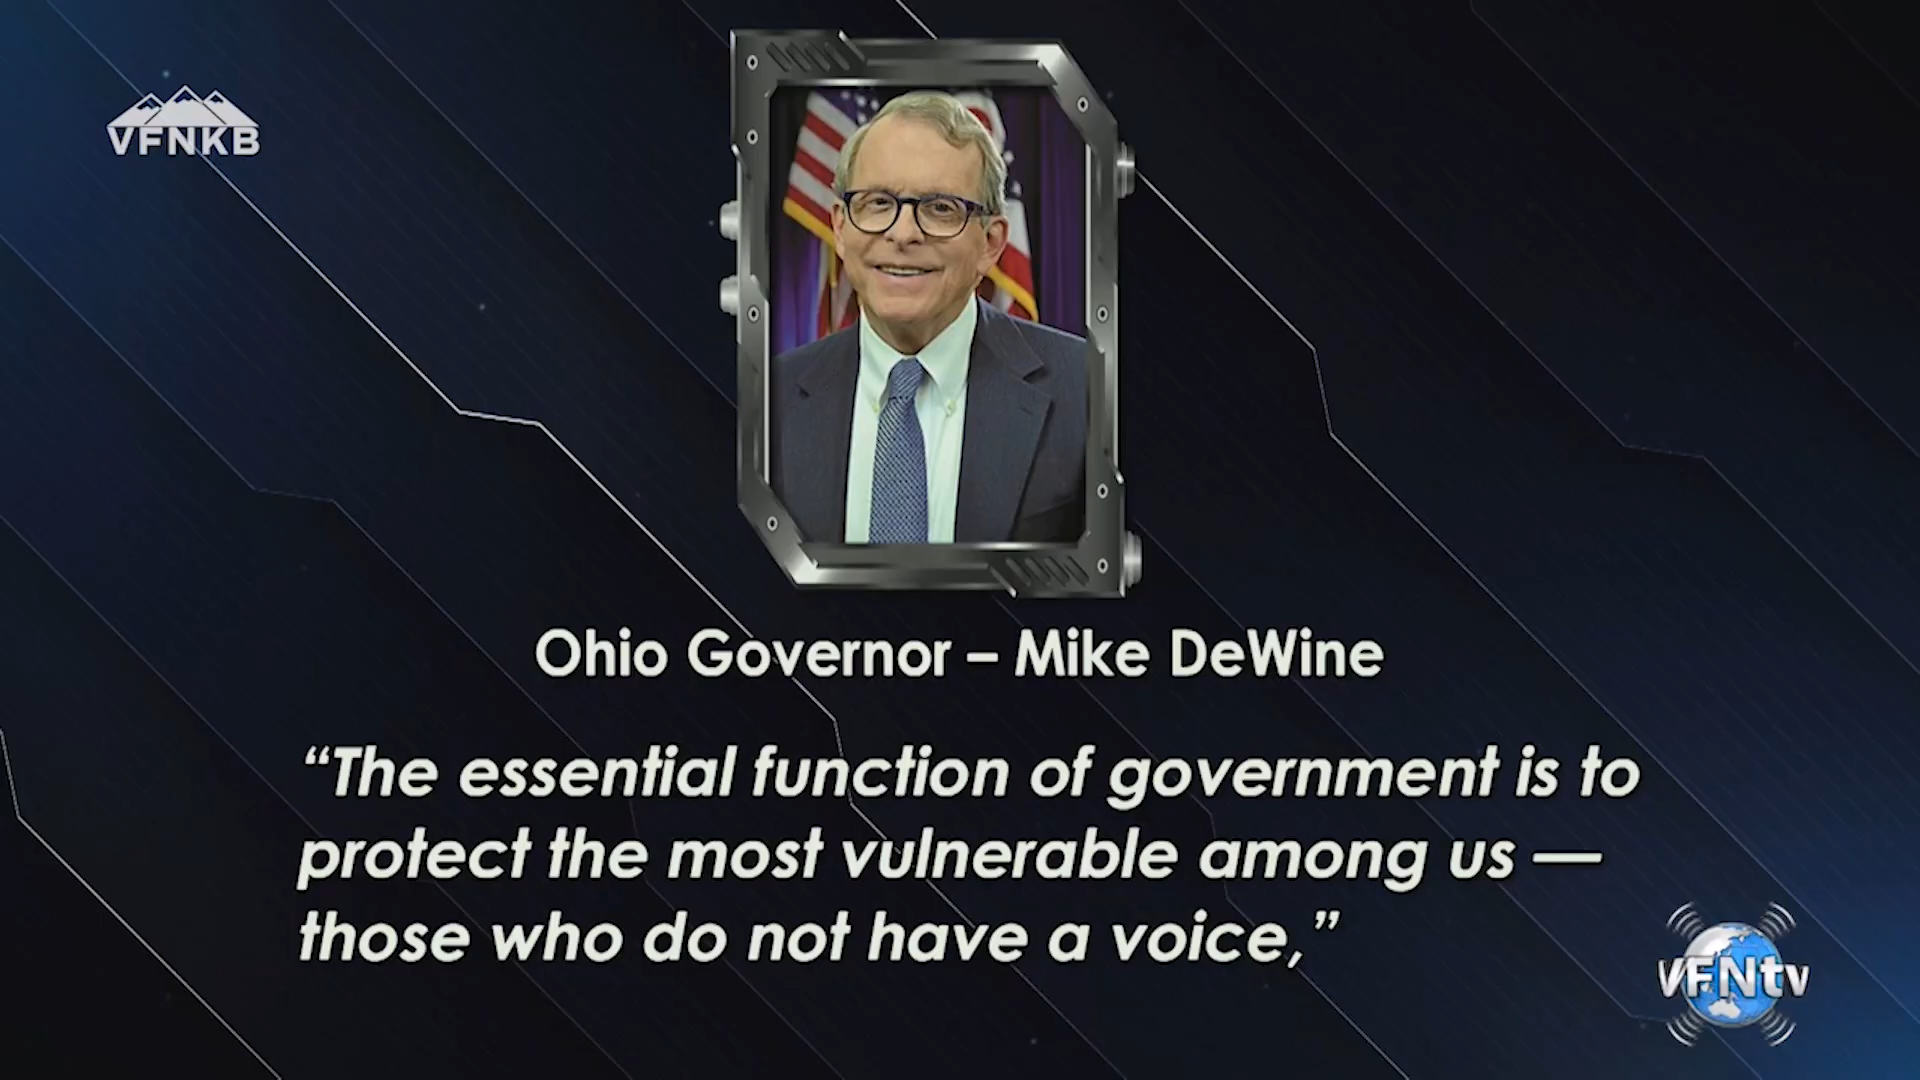 VFNKB
Ohio Governor – Mike DeWine
“The essential function of government is to
protect the most vulnerable among us —
those who do not have a voice,”
VFNtv